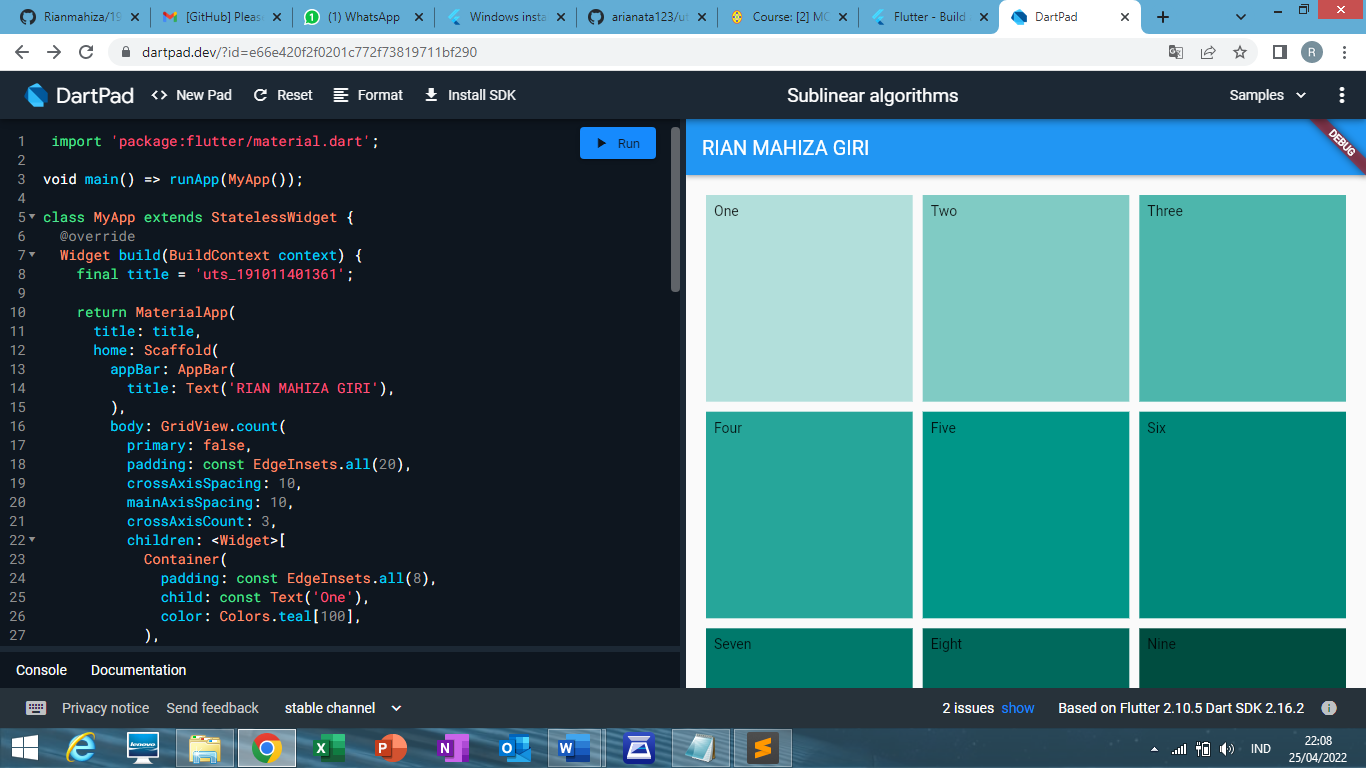 Rianmahiza/19
[GitHub] Pleas
(1) WhatsApp
Windows insta
arianata123/ut
Course: [2] MO
Flutter - Build
DartPad
dartpad.dev/?id=e66e420f2f0201c772f73819711bf290
R
DartPad
<> New Pad
Reset
Format
Install SDK
Sublinear algorithms
Samples
Run
1 import 'package:flutter/material.dart';
2
3 void main() => runApp(MyApp());
4
5 class MyApp extends StatelessWidget {
6 @override
7 Widget build(BuildContext context) {
8 final title = 'uts_191011401361';
9
10 return MaterialApp(
11 title: title,
12 home: Scaffold(
13 appBar: AppBar(
14 title: Text('RIAN MAHIZA GIRI'),
15 ),
16 body: GridView.count(
17 primary: false,
18 padding: const EdgeInsets.all(20),
19 crossAxisSpacing: 10,
20 mainAxisSpacing: 10,
21 crossAxisCount: 3,
22 children: <Widget>[
23 Container(
24 padding: const EdgeInsets.all(8),
25 child: const Text('One'),
26 color: Colors.teal[100],
27 ),
RIAN MAHIZA GIRI
DEBUG
One
Two
Three
Four
Five
Six
Seven
Eight
Nine
Console
Documentation
Privacy notice
Send feedback
stable channel
2 issues show
Based on Flutter 2.10.5 Dart SDK 2.16.2
lenovo
IND
22:08
25/04/2022